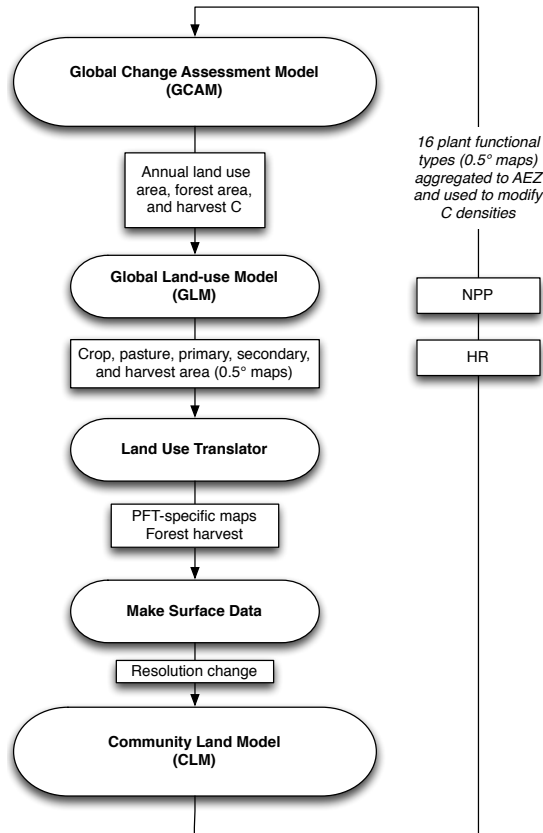 Global Change Assessment Model
(GCAM)
Annual land use
area, forest area,
and harvest C
Global Land-use Model
(GLM)
Crop, pasture, primary, secondary,
and harvest area (0.5° maps)
Land Use Translator
PFT-specific maps
Forest harvest
Make Surface Data
Resolution change
Community Land Model
(CLM)
16 plant functional
types (0.5° maps)
aggregated to AEZ
and used to modify
C densities
NPP
HR